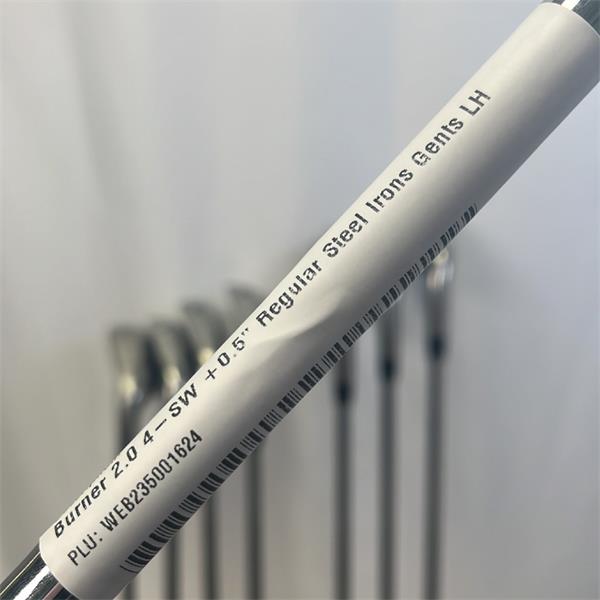 Burner 2.0 4-SW +0.5" Regular Steel Irons Gents LH
PLU: WEB235001624